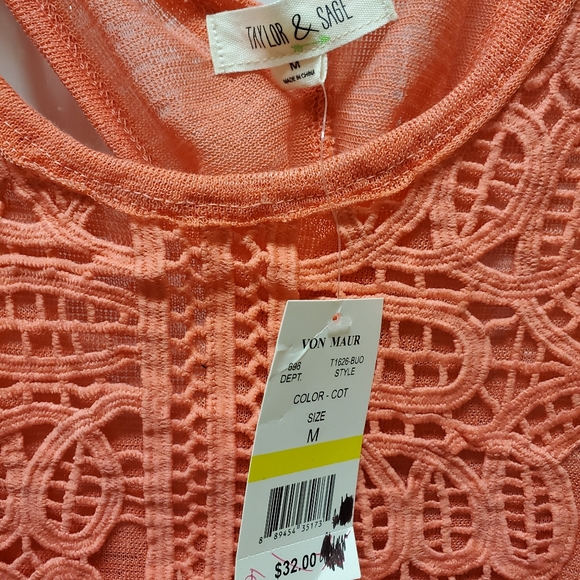 TAYLOR & SAGE
M
MADE IN CHINA
VON MAUR
696 T1626-BUO
DEPT. STYLE
COLOR - COT
SIZE
M
8 89454 35173
$32.00